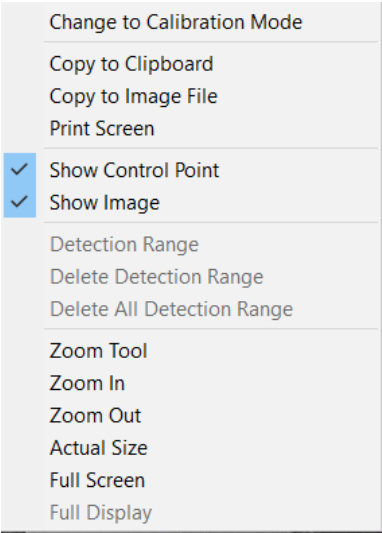 Change to Calibration Mode
Copy to Clipboard
Copy to Image File
Print Screen
Show Control Point
Show Image
Detection Range
Delete Detection Range
Delete All Detection Range
Zoom Tool
Zoom In
Zoom Out
Actual Size
Full Screen
Full Display